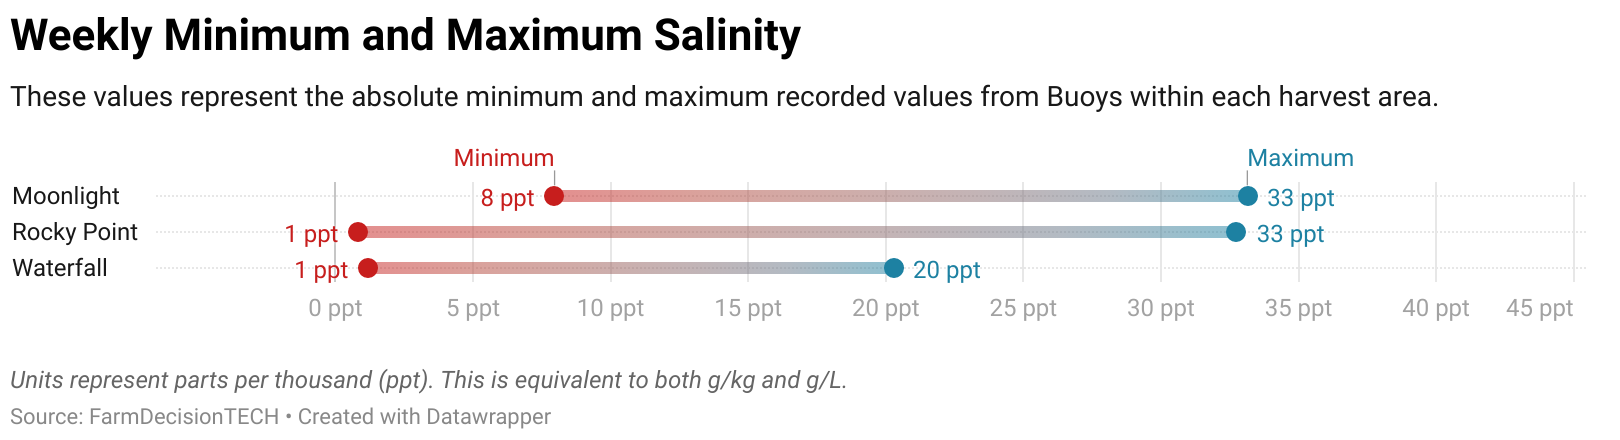 Weekly Minimum and Maximum Salinity
These values represent the absolute minimum and maximum recorded values from Buoys within each harvest area.
Minimum Maximum
Moonlight 8 ppt 33 ppt
Rocky Point 1 ppt 33 ppt
Waterfall 1 ppt 20 ppt
0 ppt 5 ppt 10 ppt 15 ppt 20 ppt 25 ppt 30 ppt 35 ppt 40 ppt 45 ppt
Units represent parts per thousand (ppt). This is equivalent to both g/kg and g/L.
Source: FarmDecisionTECH • Created with Datawrapper